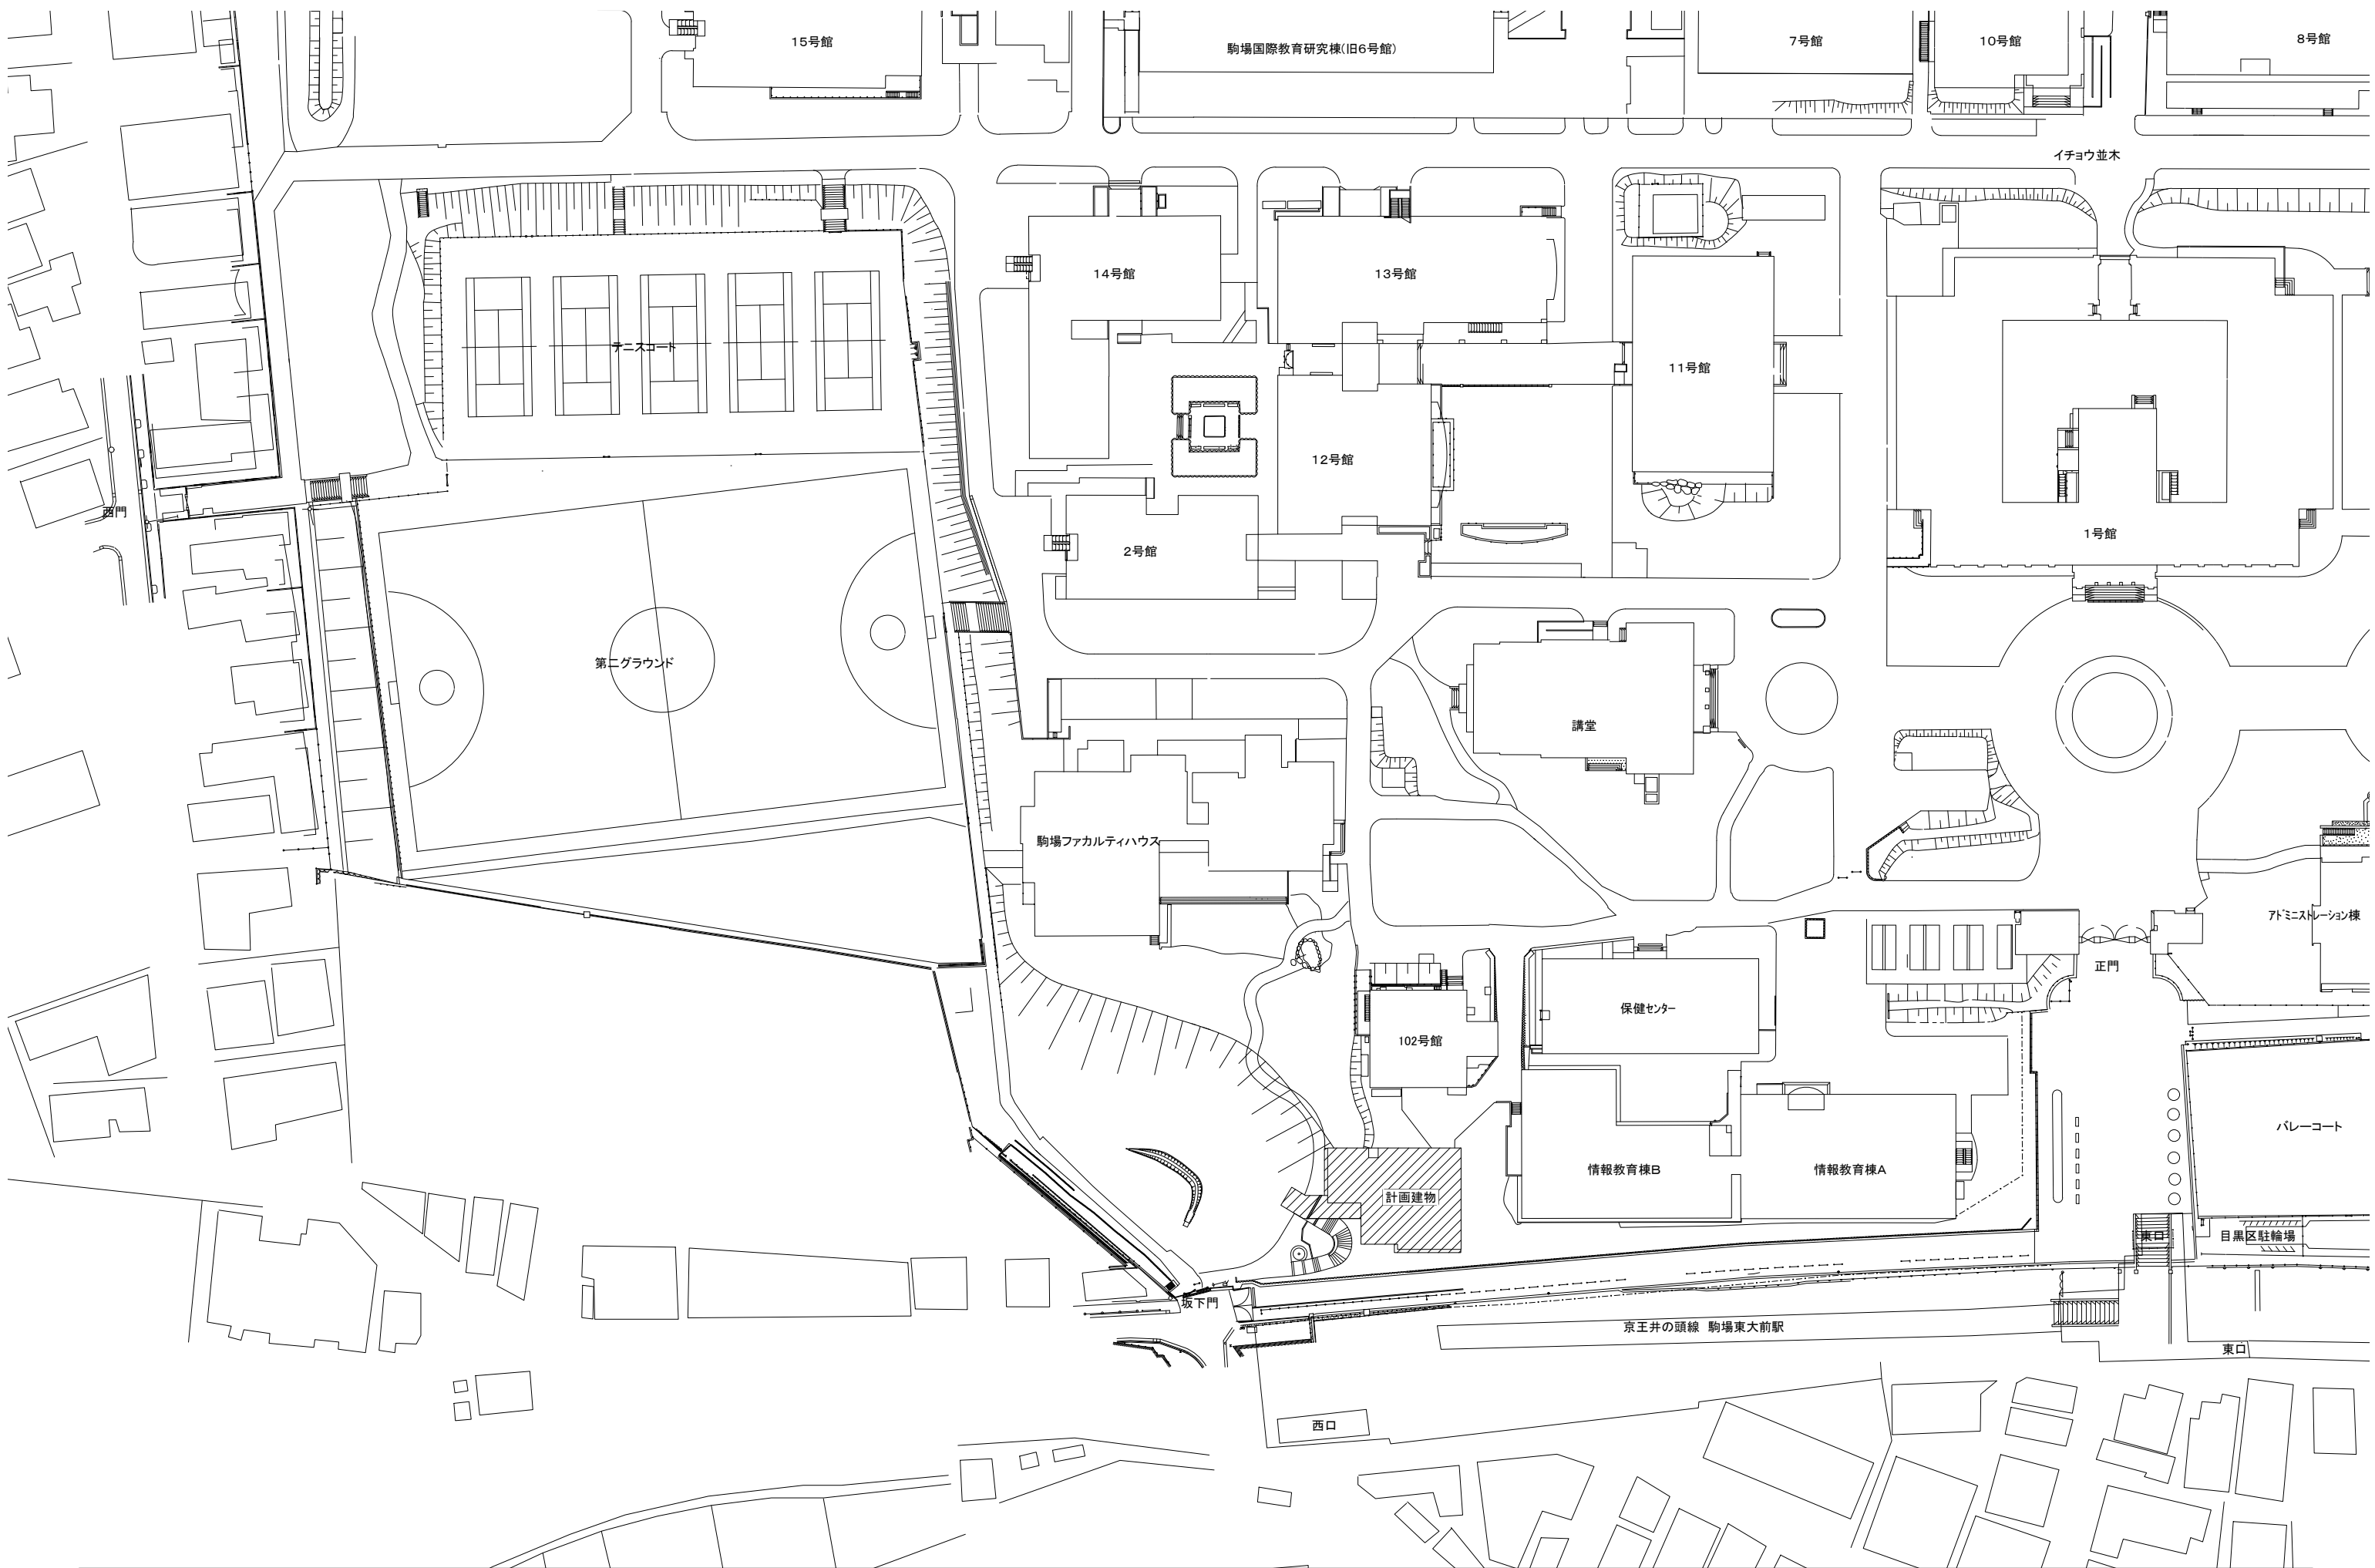 15号館
駒場国際教育研究棟(旧6号館)
7号館
10号館
8号館
イチョウ並木
14号館
13号館
テニスコート
11号館
12号館
西門
2号館
1号館
第二グラウンド
講堂
駒場ファカルティハウス
アドミニストレーション棟
正門
保健センター
102号館
バレーコート
情報教育棟B
情報教育棟A
計画建物
東口
目黒区駐輪場
坂下門
京王井の頭線 駒場東大前駅
東口
西口